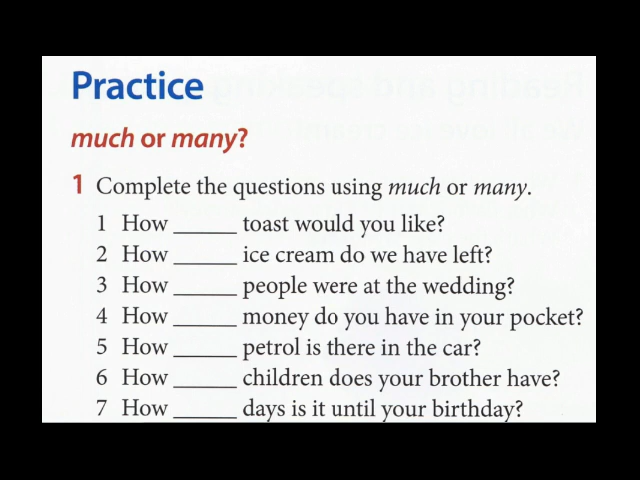 Practice
much or many?
1 Complete the questions using much or many.
1 How ______ toast would you like?
2 How ______ ice cream do we have left?
3 How ______ people were at the wedding?
4 How ______ money do you have in your pocket?
5 How ______ petrol is there in the car?
6 How ______ children does your brother have?
7 How ______ days is it until your birthday?